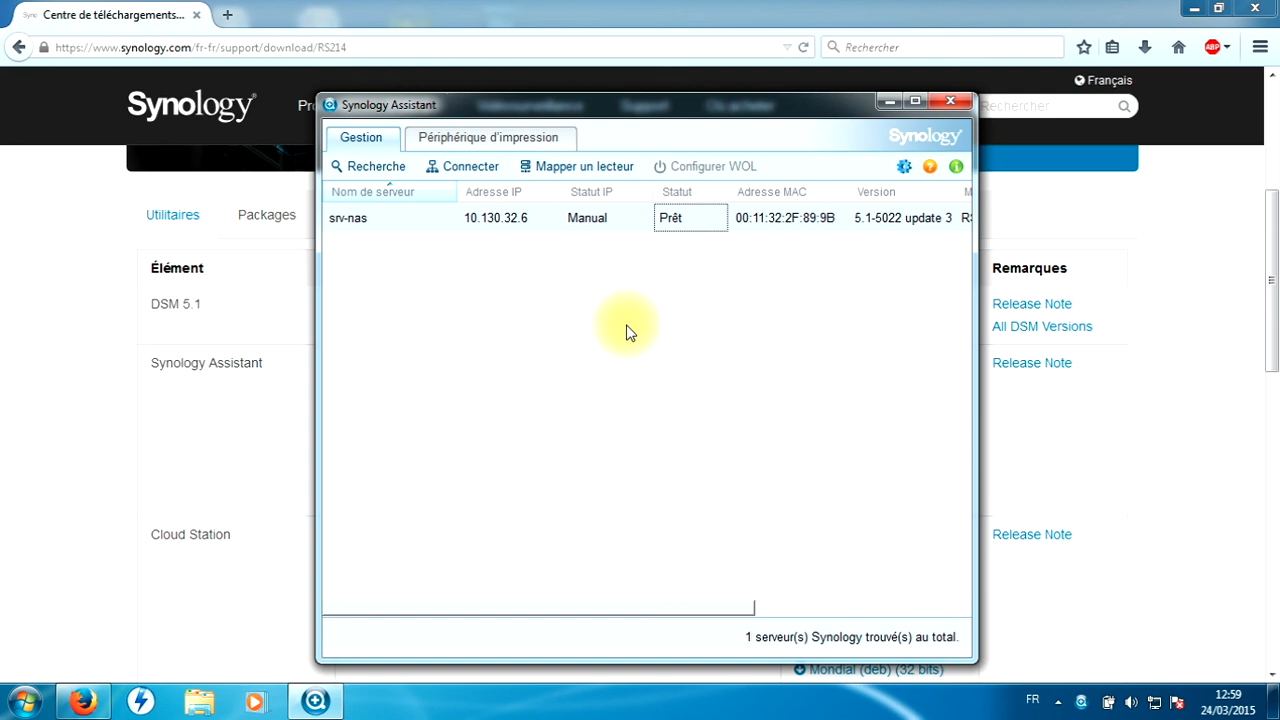 Centre de téléchargements...
https://www.synology.com/fr-fr/support/download/RS214
Rechercher
ABP
Français
Synology
Rechercher
Synology Assistant
Gestion
Périphérique d'impression
Synology
Recherche
Connecter
Mapper un lecteur
Configurer WOL
Nom de serveur
Adresse IP
Statut IP
Statut
Adresse MAC
Version
srv-nas
10.130.32.6
Manual
Prêt
00:11:32:2F:89:9B
5.1-5022 update 3
Utilitaires
Packages
Élément
Remarques
DSM 5.1
Release Note
All DSM Versions
Synology Assistant
Release Note
Cloud Station
Release Note
1 serveur(s) Synology trouvé(s) au total.
Mondial (deb) (32 bits)
FR
12:59
24/03/2015